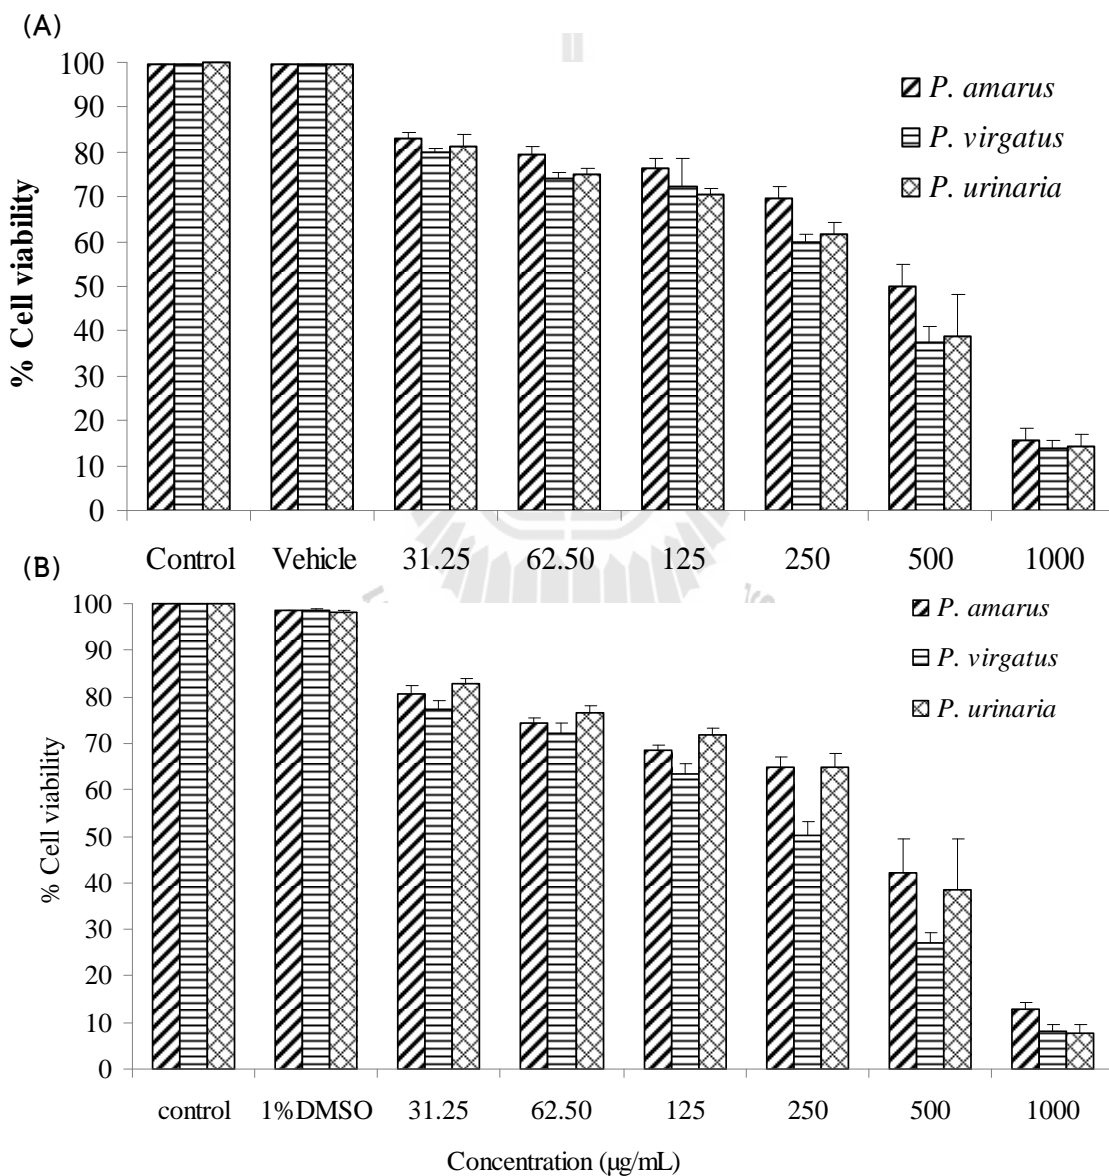 (A)
100
90
80
70
60
50
40
30
20
10
0
% Cell viability
P. amarus
P. virgatus
P. urinaria
Control Vehicle 31.25 62.50 125 250 500 1000
(B)
100
90
80
70
60
50
40
30
20
10
0
% Cell viability
P. amarus
P. virgatus
P. urinaria
control 1%DMSO 31.25 62.50 125 250 500 1000
Concentration (µg/mL)